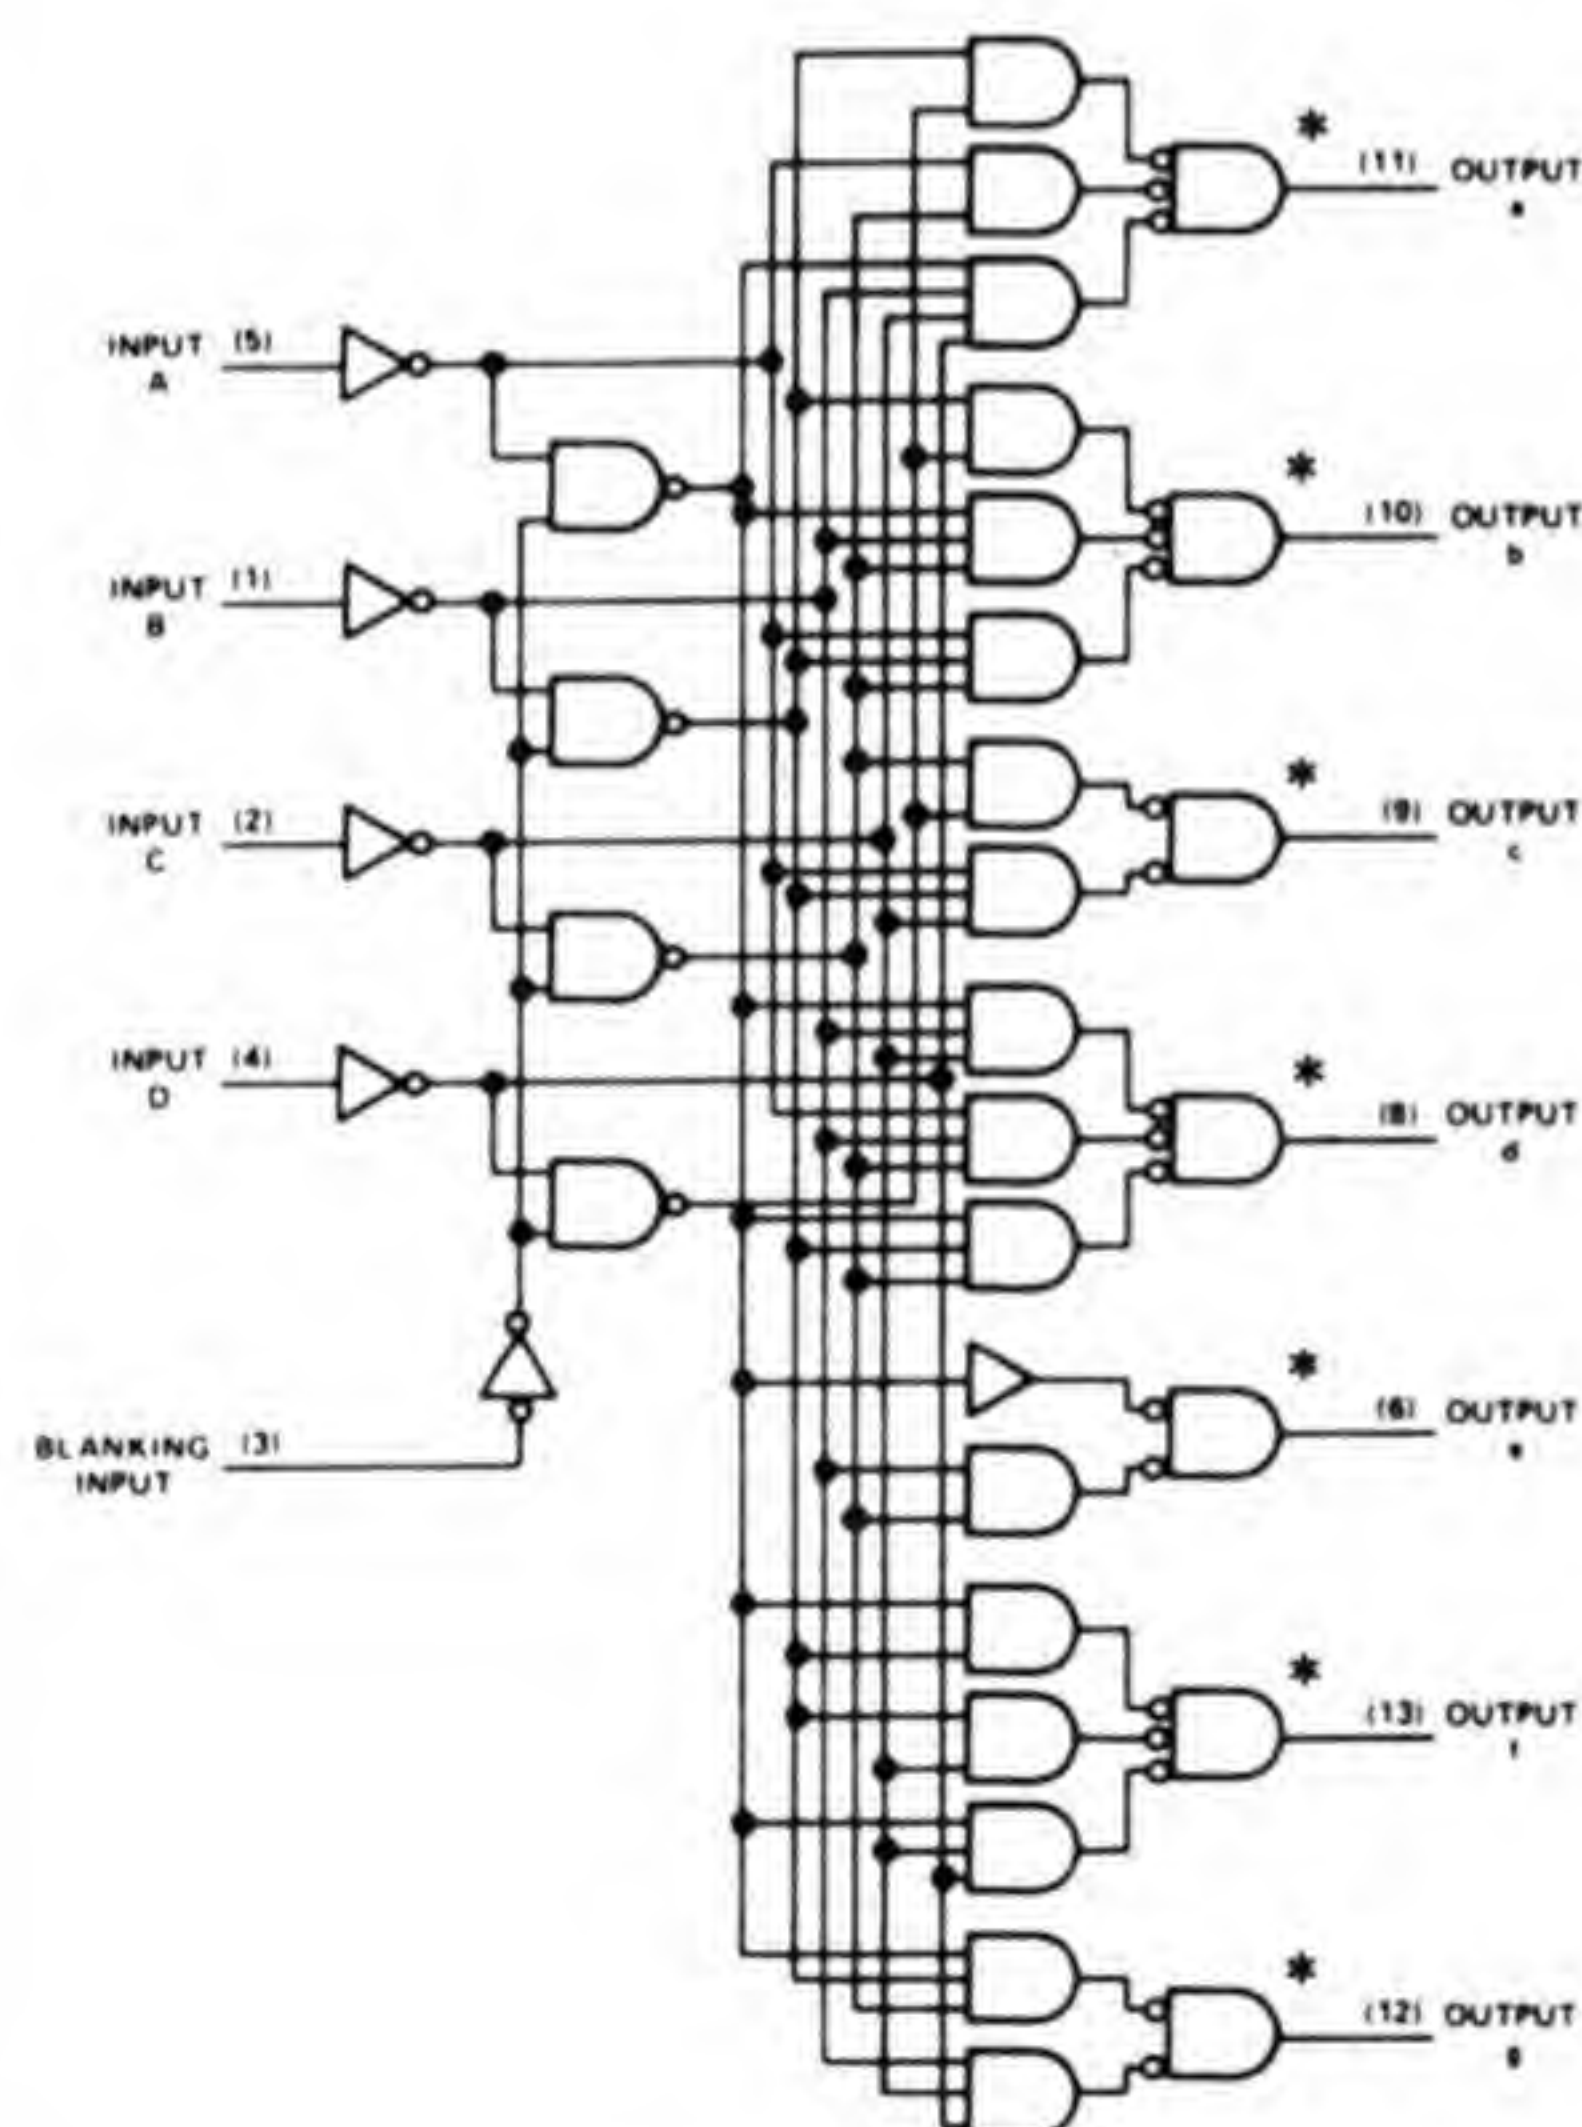 *
(11) OUTPUT
a
INPUT (5)
A
*
(10) OUTPUT
b
INPUT (1)
B
*
INPUT (2)
C
(9) OUTPUT
c
INPUT (4)
D
*
(8) OUTPUT
d
*
(6) OUTPUT
e
BLANKING (3)
INPUT
*
(13) OUTPUT
f
*
(12) OUTPUT
g